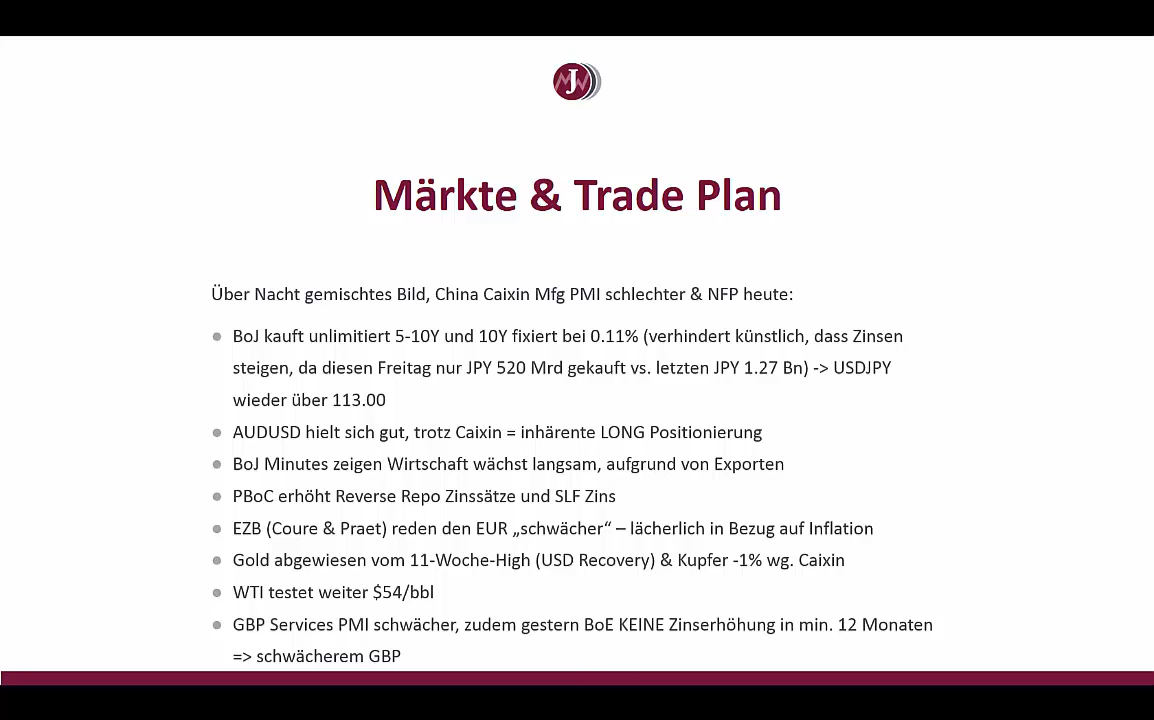 J
Märkte & Trade Plan
Über Nacht gemischtes Bild, China Caixin Mfg PMI schlechter & NFP heute:
BoJ kauft unlimitiert 5-10Y und 10Y fixiert bei 0.11% (verhindert künstlich, dass Zinsen
steigen, da diesen Freitag nur JPY 520 Mrd gekauft vs. letzten JPY 1.27 Bn) -> USDJPY
wieder über 113.00
AUDUSD hielt sich gut, trotz Caixin = inhärente LONG Positionierung
BoJ Minutes zeigen Wirtschaft wächst langsam, aufgrund von Exporten
PBoC erhöht Reverse Repo Zinssätze und SLF Zins
EZB (Coure & Praet) reden den EUR „schwächer“ – lächerlich in Bezug auf Inflation
Gold abgewiesen vom 11-Woche-High (USD Recovery) & Kupfer -1% wg. Caixin
WTI testet weiter $54/bbl
GBP Services PMI schwächer, zudem gestern BoE KEINE Zinserhöhung in min. 12 Monaten
=> schwächerem GBP